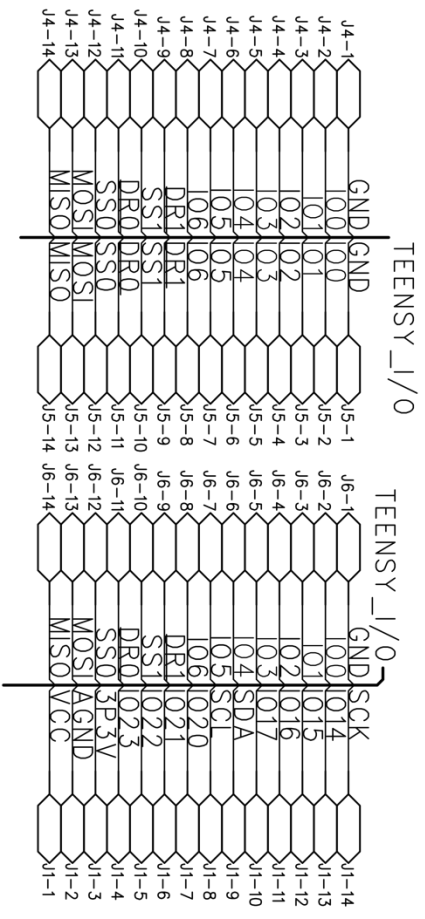 TEENSY_I/O TEENSY_I/O
J4-1 GND GND J5-1 J6-1 GND SCK J1-14
J4-2 IO0 IO0 J5-2 J6-2 IO0 IO14 J1-13
J4-3 IO1 IO1 J5-3 J6-3 IO1 IO15 J1-12
J4-4 IO2 IO2 J5-4 J6-4 IO2 IO16 J1-11
J4-5 IO3 IO3 J5-5 J6-5 IO3 IO17 J1-10
J4-6 IO4 IO4 J5-6 J6-6 IO4 SDA J1-9
J4-7 IO5 IO5 J5-7 J6-7 IO5 SCL J1-8
J4-8 IO6 IO6 J5-8 J6-8 IO6 IO20 J1-7
J4-9 DR1 DR1 J5-9 J6-9 DR1 IO21 J1-6
J4-10 SS1 SS1 J5-10 J6-10 SS1 IO22 J1-5
J4-11 DR0 DR0 J5-11 J6-11 DR0 IO23 J1-4
J4-12 SS0 SS0 J5-12 J6-12 SS0 3P3V J1-3
J4-13 MOSI MOSI J5-13 J6-13 MOSI AGND J1-2
J4-14 MISO MISO J5-14 J6-14 MISO VCC J1-1